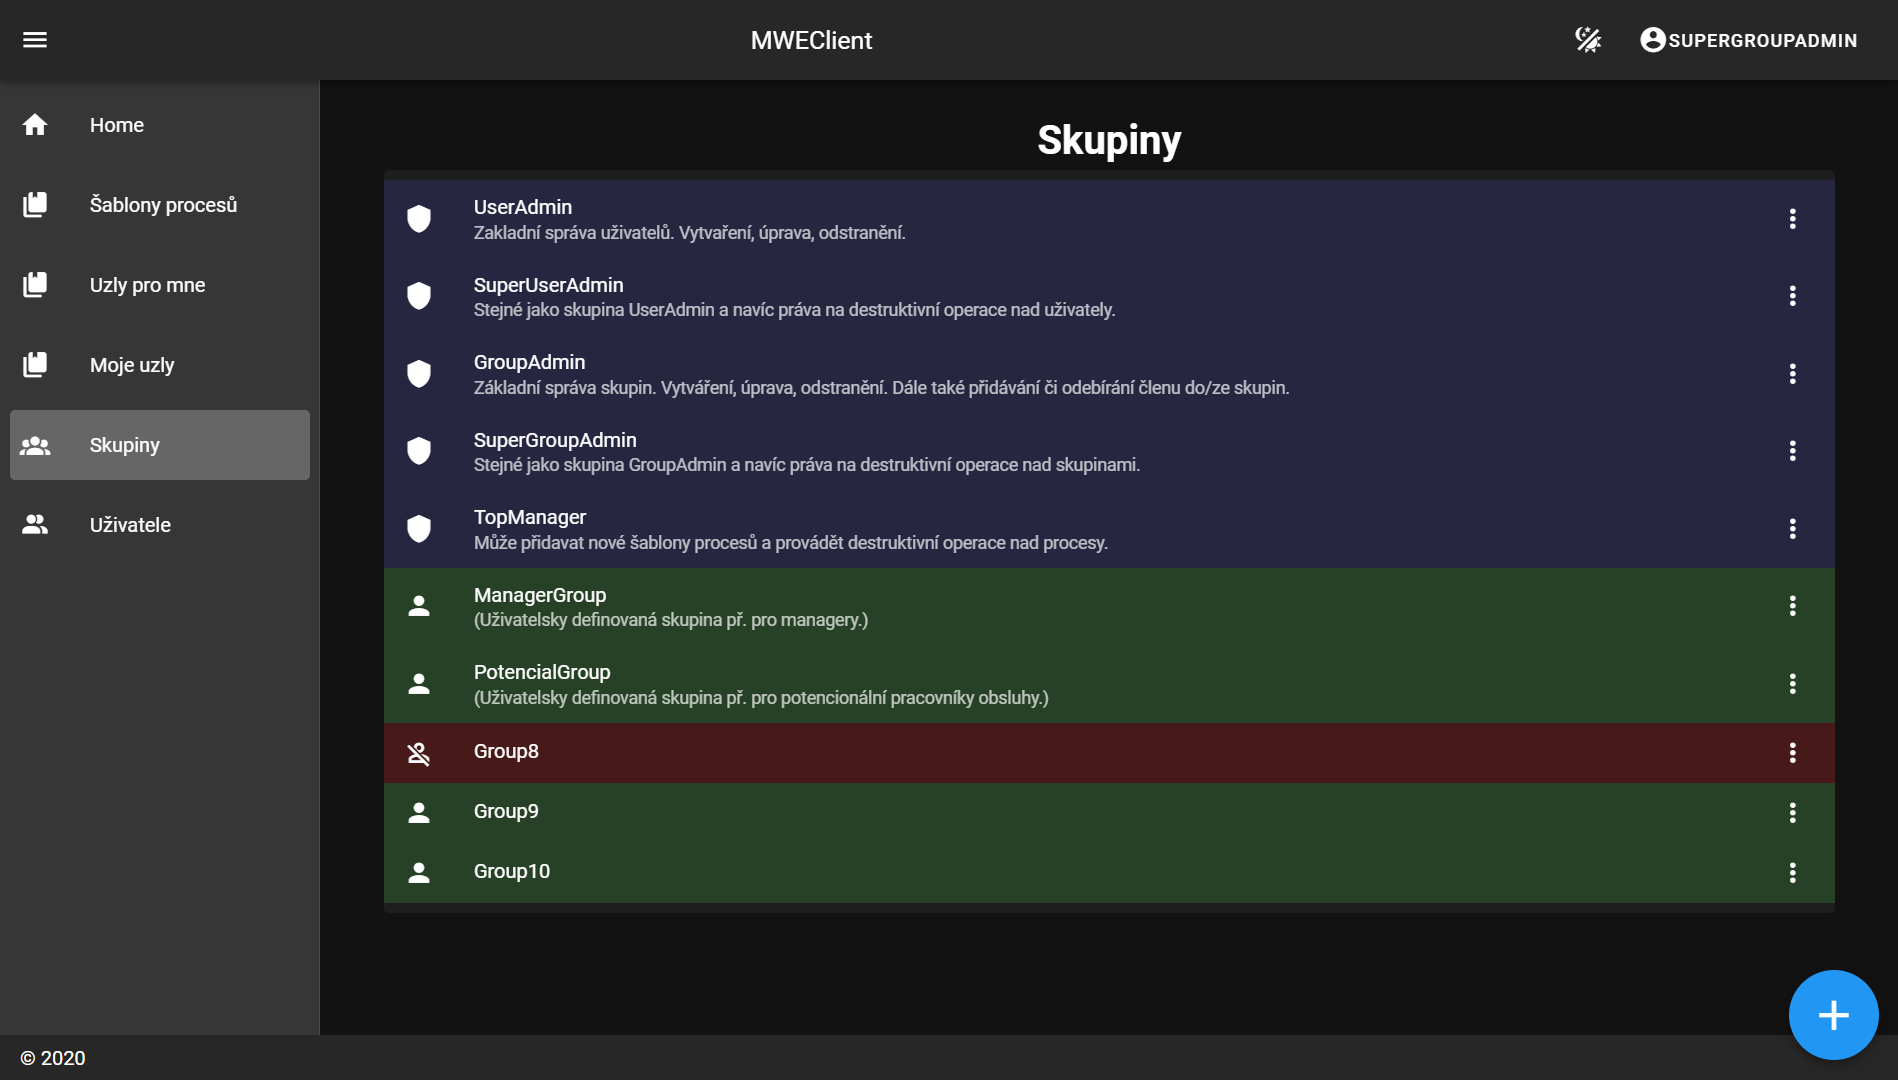 MWEClient
SUPERGROUPADMIN
Home
Šablony procesů
Uzly pro mne
Moje uzly
Skupiny
Uživatele
Skupiny
UserAdmin
Zakladní správa uživatelů. Vytvaření, úprava, odstranění.
SuperUserAdmin
Stejné jako skupina UserAdmin a navíc práva na destruktivní operace nad uživately.
GroupAdmin
Základní správa skupin. Vytváření, úprava, odstranění. Dále také přidávání či odebírání členu do/ze skupin.
SuperGroupAdmin
Stejné jako skupina GroupAdmin a navíc práva na destruktivní operace nad skupinami.
TopManager
Může přidavat nové šablony procesů a provádět destruktivní operace nad procesy.
ManagerGroup
(Uživatelsky definovaná skupina př. pro managery.)
PotencialGroup
(Uživatelsky definovaná skupina př. pro potencionální pracovníky obsluhy.)
Group8
Group9
Group10
© 2020